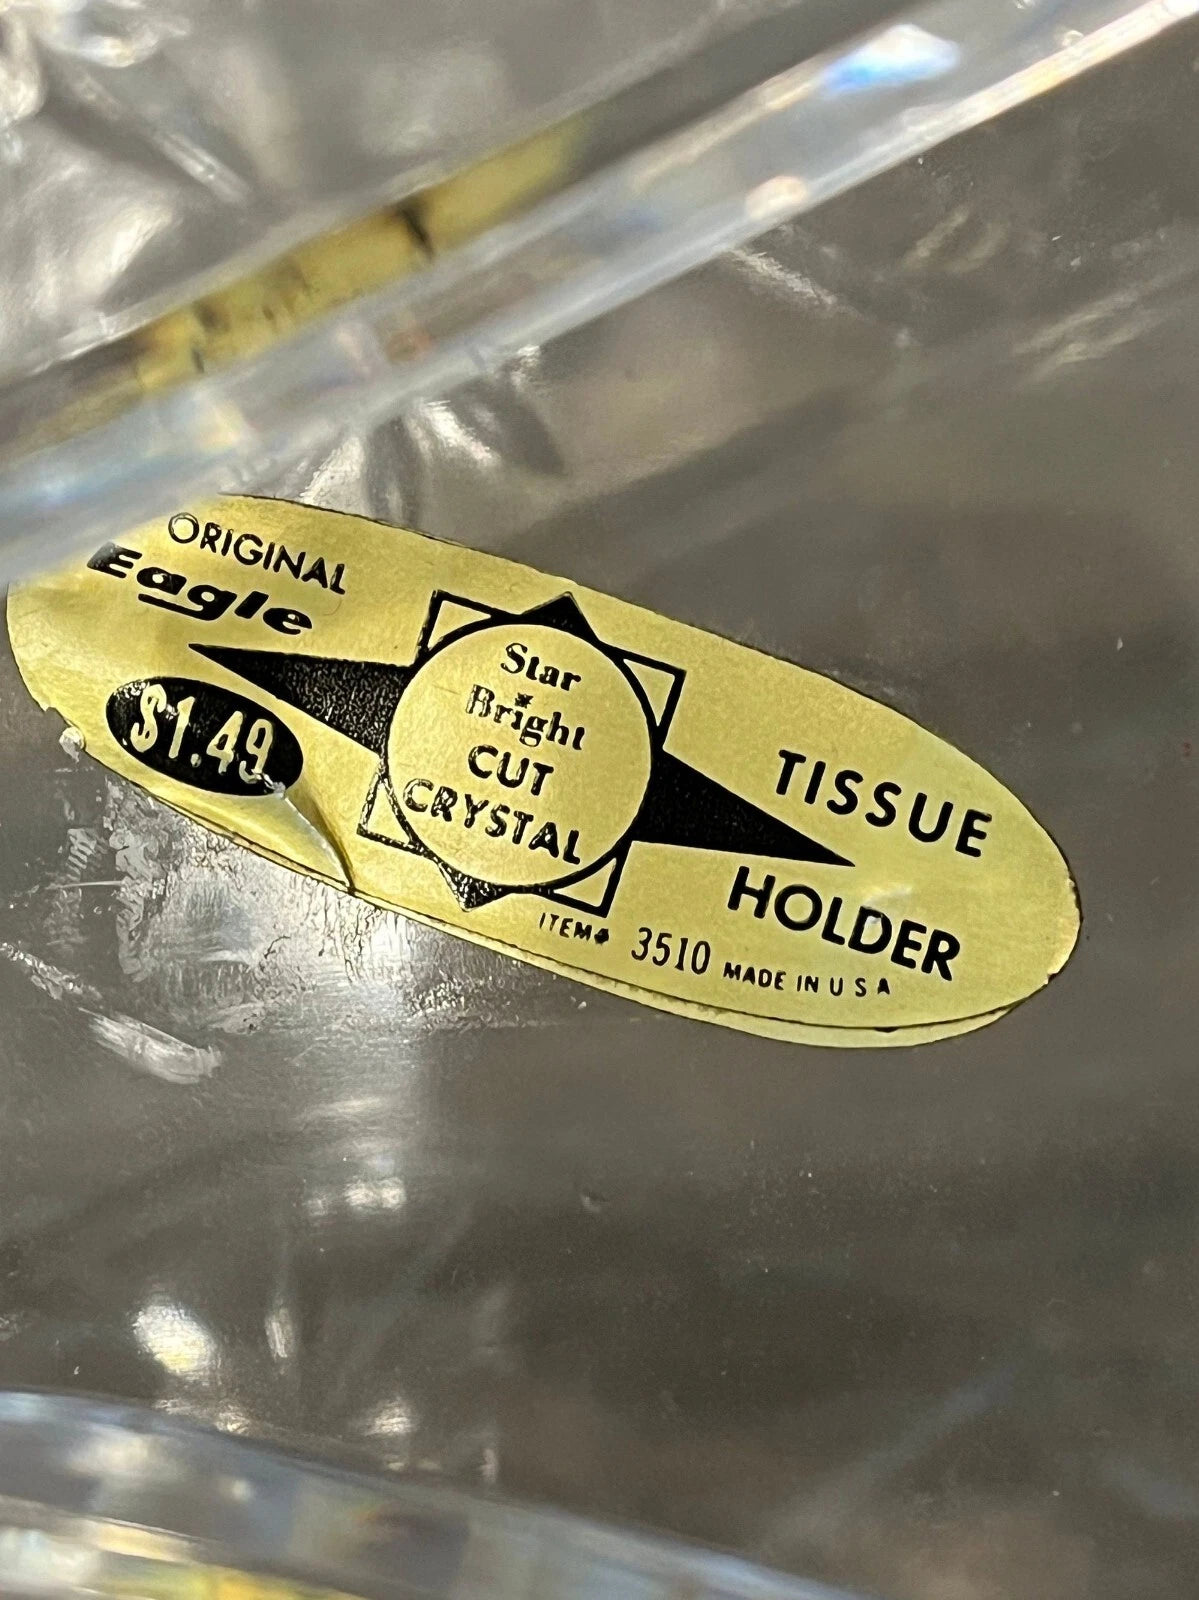 ORIGINAL
Eagle
$1.49
Star
Bright
CUT
CRYSTAL
TISSUE
HOLDER
ITEM# 3510 MADE IN U S A